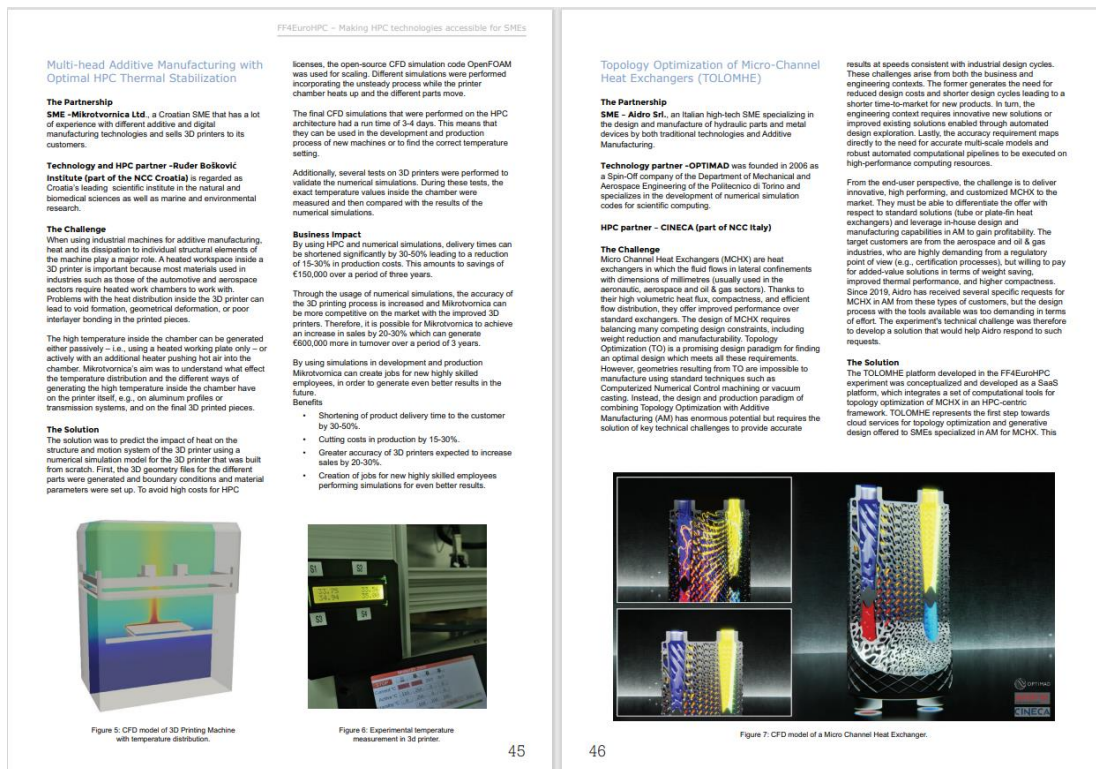 FF4EuroHPC – Making HPC technologies accessible for SMEs
Multi-head Additive Manufacturing with
Optimal HPC Thermal Stabilization
The Partnership
SME -Mikrotvornica Ltd., a Croatian SME that has a lot
of experience with different additive and digital
manufacturing technologies and sells 3D printers to its
customers.
Technology and HPC partner -Ruđer Bošković
Institute (part of the NCC Croatia) is regarded as
Croatia's leading scientific institute in the natural and
biomedical sciences as well as marine and environmental
research.
The Challenge
When using industrial machines for additive manufacturing,
heat and its dissipation to individual structural elements of
the machine play a major role. A heated workspace inside a
3D printer is important because most materials used in
industries such as those of the automotive and aerospace
sectors require heated work chambers to work with.
Problems with the heat distribution inside the 3D printer can
lead to void formation, geometrical deformation, or poor
interlayer bonding in the printed pieces.
The high temperature inside the chamber can be generated
either passively – i.e., using a heated working plate only – or
actively with an additional heater pushing hot air into the
chamber. Mikrotvornica's aim was to understand what effect
the temperature distribution and the different ways of
generating the high temperature inside the chamber have
on the printer itself, e.g., on aluminum profiles or
transmission systems, and on the final 3D printed pieces.
The Solution
The solution was to predict the impact of heat on the
structure and motion system of the 3D printer using a
numerical simulation model for the 3D printer that was built
from scratch. First, the 3D geometry files for the different
parts were generated and boundary conditions and material
parameters were set up. To avoid high costs for HPC
licenses, the open-source CFD simulation code OpenFOAM
was used for scaling. Different simulations were performed
incorporating the unsteady process while the printer
chamber heats up and the different parts move.
The final CFD simulations that were performed on the HPC
architecture had a run time of 3-4 days. This means that
they can be used in the development and production
process of new machines or to find the correct temperature
setting.
Additionally, several tests on 3D printers were performed to
validate the numerical simulations. During these tests, the
exact temperature values inside the chamber were
measured and then compared with the results of the
numerical simulations.
Business Impact
By using HPC and numerical simulations, delivery times can
be shortened significantly by 30-50% leading to a reduction
of 15-30% in production costs. This amounts to savings of
€150,000 over a period of three years.
Through the usage of numerical simulations, the accuracy of
the 3D printing process is increased and Mikrotvornica can
be more competitive on the market with the improved 3D
printers. Therefore, it is possible for Mikrotvornica to achieve
an increase in sales by 20-30% which can generate
€600,000 more in turnover over a period of 3 years.
By using simulations in development and production
Mikrotvornica can create jobs for new highly skilled
employees, in order to generate even better results in the
future.
Benefits
• Shortening of product delivery time to the customer
by 30-50%.
• Cutting costs in production by 15-30%.
• Greater accuracy of 3D printers expected to increase
sales by 20-30%.
• Creation of jobs for new highly skilled employees
performing simulations for even better results.
S1 S2
S3 S4
Figure 5: CFD model of 3D Printing Machine
with temperature distribution.
Figure 6: Experimental temperature
measurement in 3d printer.
45
Topology Optimization of Micro-Channel
Heat Exchangers (TOLOMHE)
The Partnership
SME – Aidro Srl., an Italian high-tech SME specializing in
the design and manufacture of hydraulic parts and metal
devices by both traditional technologies and Additive
Manufacturing.
Technology partner -OPTIMAD was founded in 2006 as
a Spin-Off company of the Department of Mechanical and
Aerospace Engineering of the Politecnico di Torino and
specializes in the development of numerical simulation
codes for scientific computing.
HPC partner – CINECA (part of NCC Italy)
The Challenge
Micro Channel Heat Exchangers (MCHX) are heat
exchangers in which the fluid flows in lateral confinements
with dimensions of millimetres (usually used in the
aeronautic, aerospace and oil & gas sectors). Thanks to
their high volumetric heat flux, compactness, and efficient
flow distribution, they offer improved performance over
standard exchangers. The design of MCHX requires
balancing many competing design constraints, including
weight reduction and manufacturability. Topology
Optimization (TO) is a promising design paradigm for finding
an optimal design which meets all these requirements.
However, geometries resulting from TO are impossible to
manufacture using standard techniques such as
Computerized Numerical Control machining or vacuum
casting. Instead, the design and production paradigm of
combining Topology Optimization with Additive
Manufacturing (AM) has enormous potential but requires the
solution of key technical challenges to provide accurate
results at speeds consistent with industrial design cycles.
These challenges arise from both the business and
engineering contexts. The former generates the need for
reduced design costs and shorter design cycles leading to a
shorter time-to-market for new products. In turn, the
engineering context requires innovative new solutions or
improved existing solutions enabled through automated
design exploration. Lastly, the accuracy requirement maps
directly to the need for accurate multi-scale models and
robust automated computational pipelines to be executed on
high-performance computing resources.
From the end-user perspective, the challenge is to deliver
innovative, high performing, and customized MCHX to the
market. They must be able to differentiate the offer with
respect to standard solutions (tube or plate-fin heat
exchangers) and leverage in-house design and
manufacturing capabilities in AM to gain profitability. The
target customers are from the aerospace and oil & gas
industries, who are highly demanding from a regulatory
point of view (e.g., certification processes), but willing to pay
for added-value solutions in terms of weight saving,
improved thermal performance, and higher compactness.
Since 2019, Aidro has received several specific requests for
MCHX in AM from these types of customers, but the design
process with the tools available was too demanding in terms
of effort. The experiment's technical challenge was therefore
to develop a solution that would help Aidro respond to such
requests.
The Solution
The TOLOMHE platform developed in the FF4EuroHPC
experiment was conceptualized and developed as a SaaS
platform, which integrates a set of computational tools for
topology optimization of MCHX in an HPC-centric
framework. TOLOMHE represents the first step towards
cloud services for topology optimization and generative
design offered to SMEs specialized in AM for MCHX. This
OPTIMAD
CINECA
Figure 7: CFD model of a Micro Channel Heat Exchanger.
46